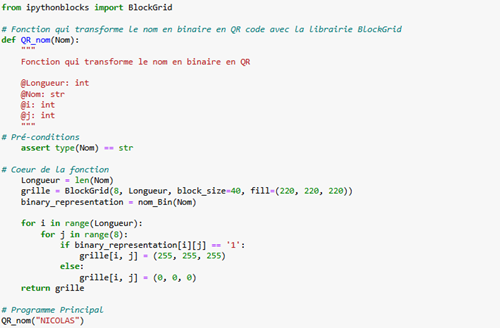 from ipythonblocks import BlockGrid
# Fonction qui transforme le nom en binaire en QR code avec la librairie BlockGrid
def QR_nom(Nom):
"""
Fonction qui transforme le nom en binaire en QR
@Longueur: int
@Nom: str
@i: int
@j: int
"""
# Pré-conditions
assert type(Nom) == str
# Coeur de la fonction
Longueur = len(Nom)
grille = BlockGrid(8, Longueur, block_size=40, fill=(220, 220, 220))
binary_representation = nom_Bin(Nom)
for i in range(Longueur):
for j in range(8):
if binary_representation[i][j] == '1':
grille[i, j] = (255, 255, 255)
else:
grille[i, j] = (0, 0, 0)
return grille
# Programme Principal
QR_nom("NICOLAS")